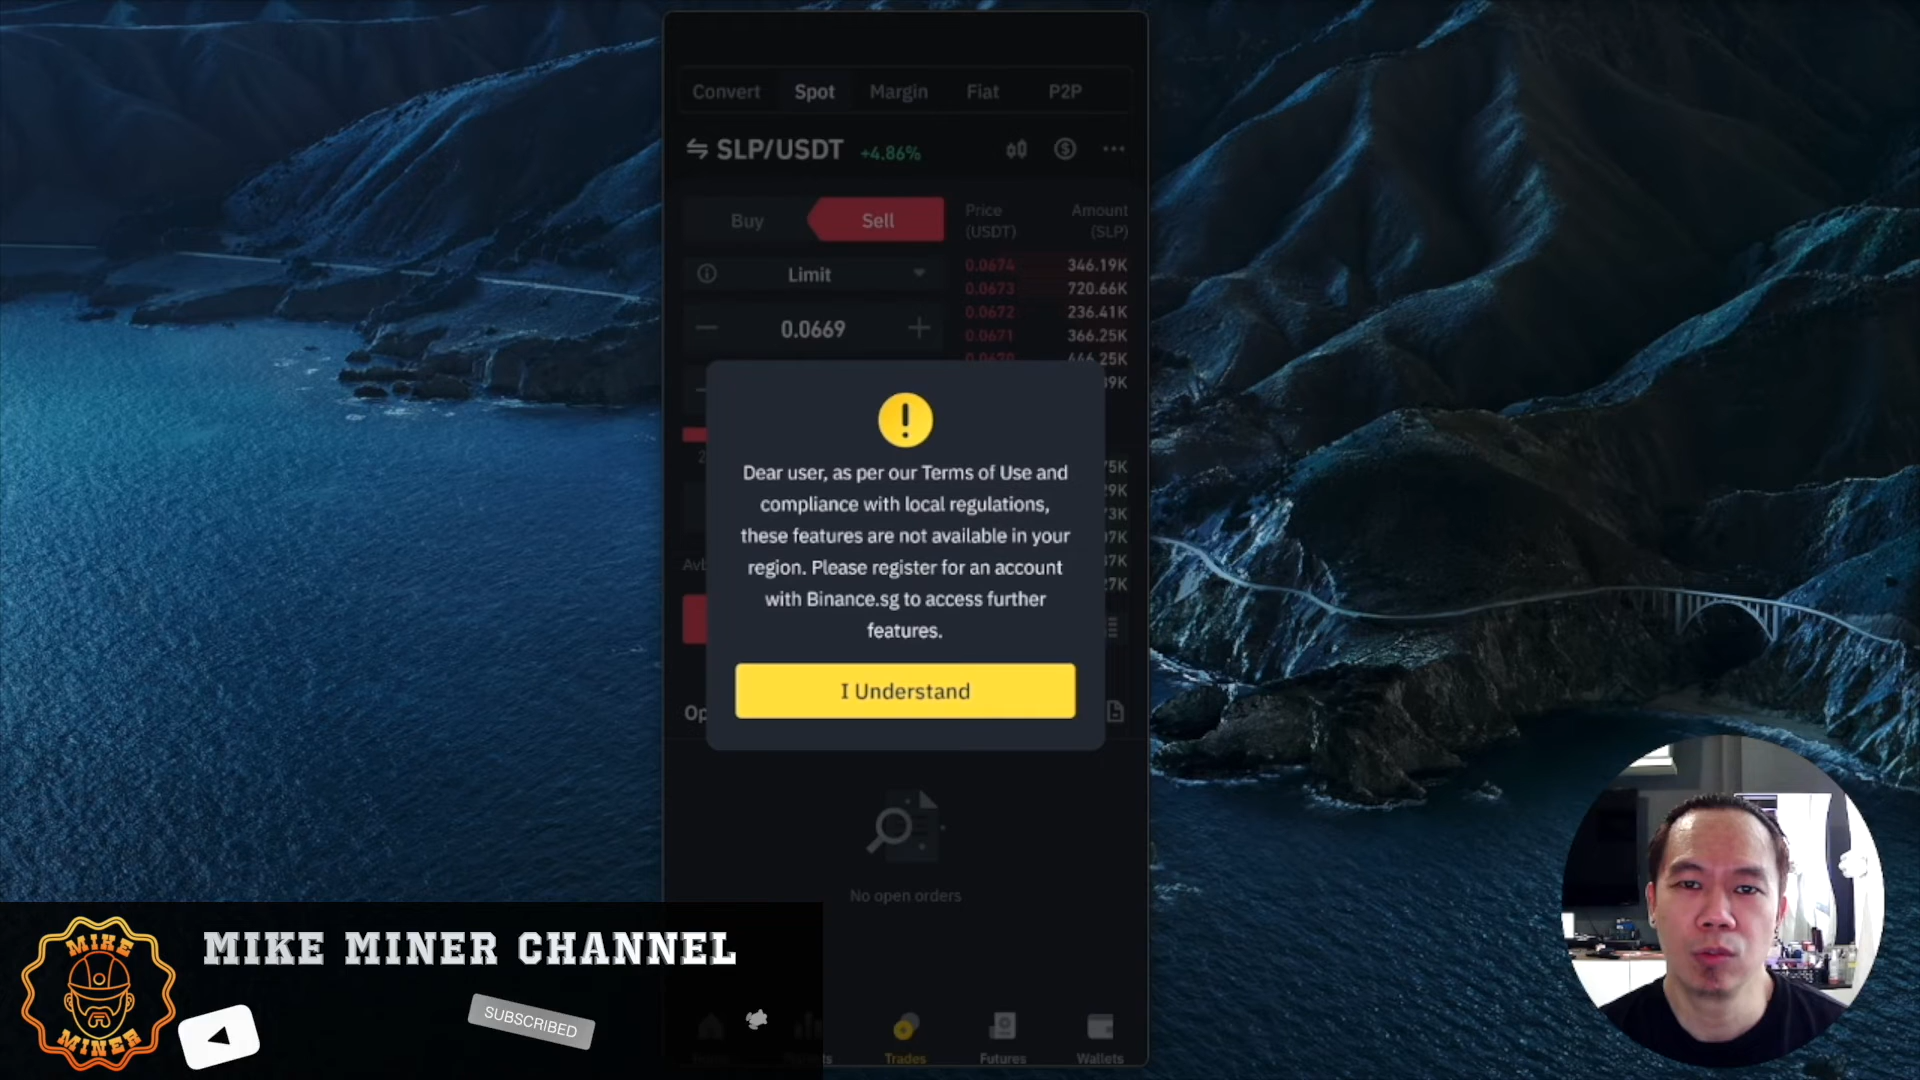 Convert Spot Margin Fiat P2P
SLP/USDT +4.86%
Buy Sell
Price Amount
(USDT) (SLP)
Limit
0.0669
0.0674 346.19K
0.0673 720.66K
0.0672 236.41K
0.0671 366.25K
Dear user, as per our Terms of Use and
compliance with local regulations,
these features are not available in your
region. Please register for an account
with Binance.sg to access further
features.
I Understand
No open orders
MIKE MINER CHANNEL
MIKE
MINER
SUBSCRIBED
Trades Futures Wallets